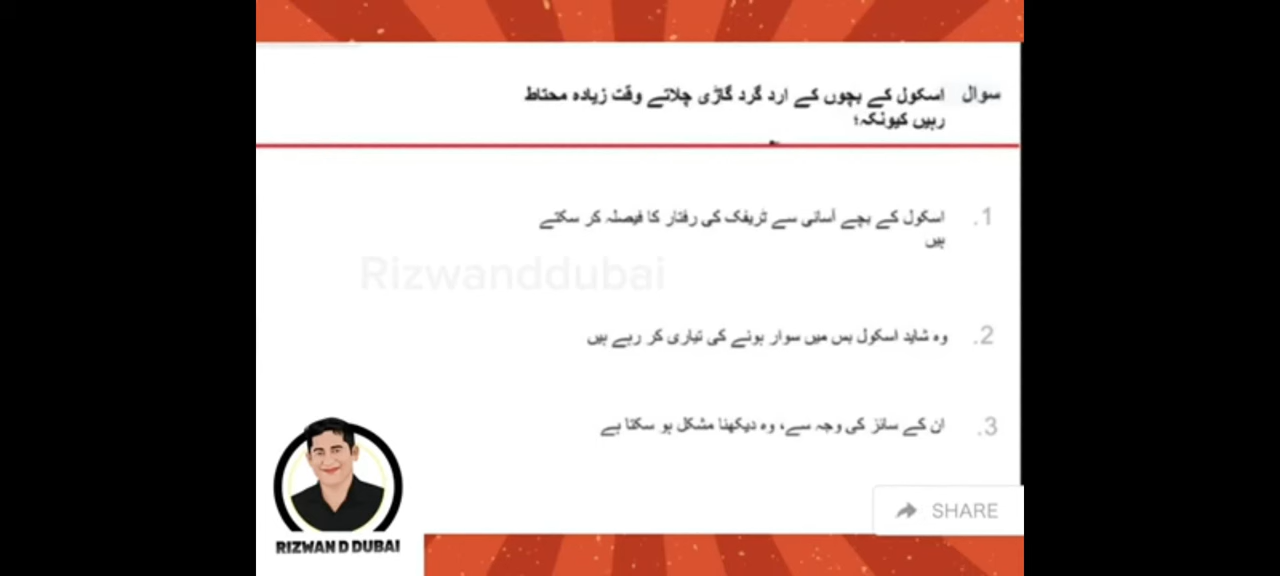 سوال اسکول کے بچوں کے ارد گرد گاڑی چلاتے وقت زیادہ محتاط
رہیں کیونکہ؛
1. اسکول کے بچے آسانی سے ٹریفک کی رفتار کا فیصلہ کر سکتے
ہیں
Rizwanddubai
2. وہ شاید اسکول بس میں سوار ہونے کی تیاری کر رہے ہیں
3. ان کے سائز کی وجہ سے، وہ دیکھنا مشکل ہو سکتا ہے
SHARE
RIZWAN D DUBAI